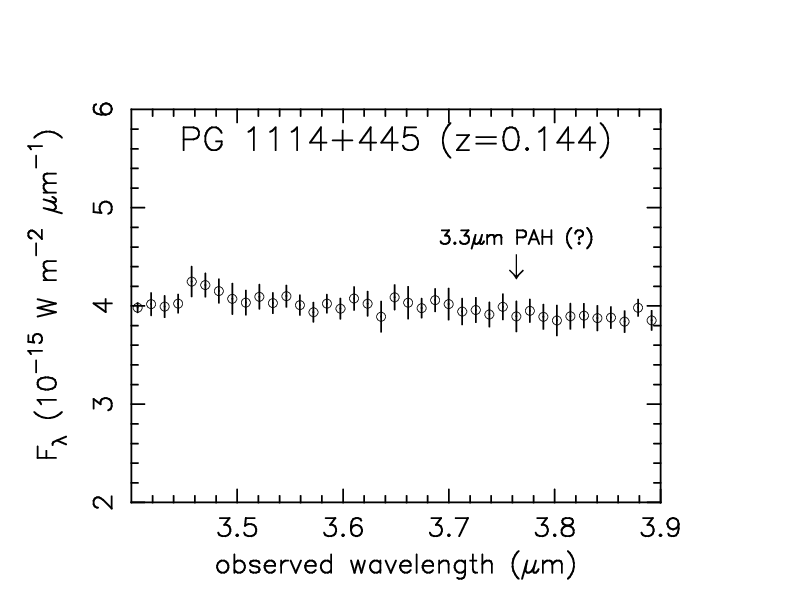 PG 1114+445 (z=0.144)
3.3μm PAH (?)
6
5
4
3
2
F_λ (10^−15 W m^−2 μm^−1)
3.5 3.6 3.7 3.8 3.9
observed wavelength (μm)